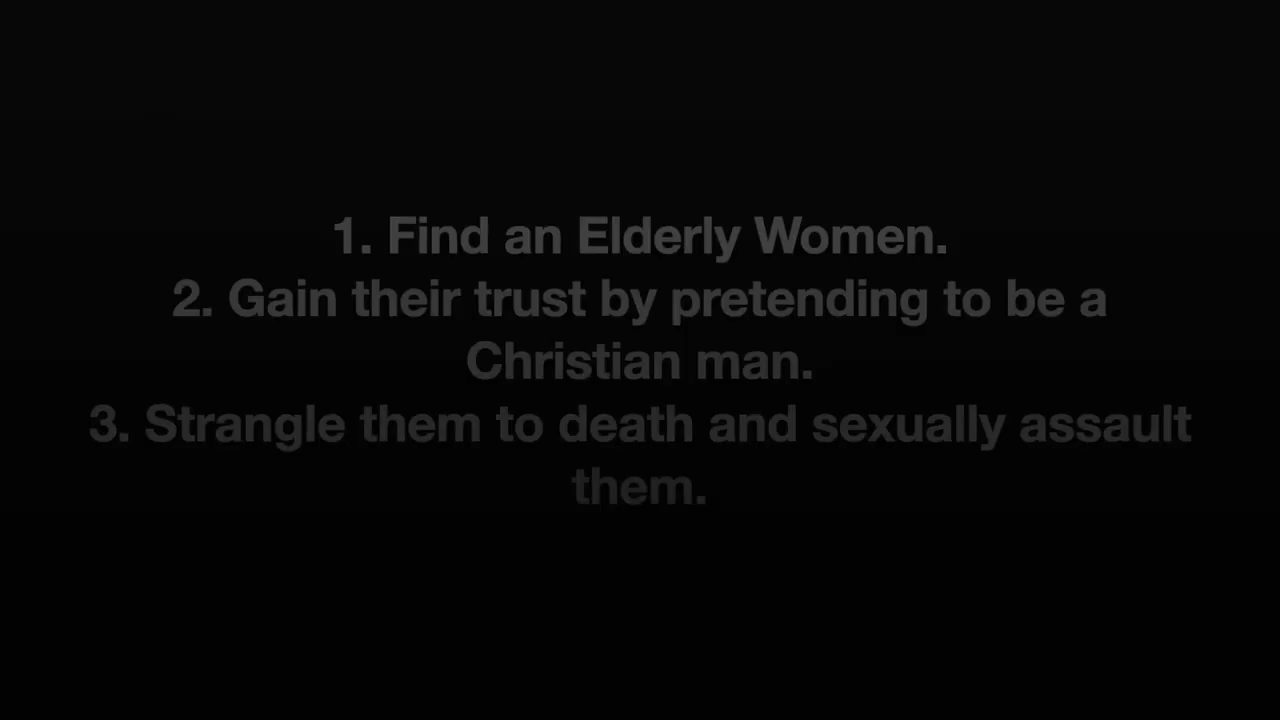 1. Find an Elderly Women.
2. Gain their trust by pretending to be a
Christian man.
3. Strangle them to death and sexually assault
them.